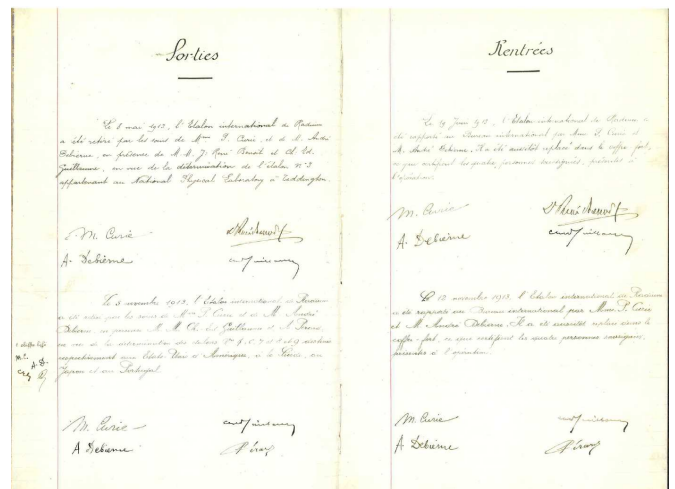 Sorties
Le 8 mai 1913, l'Etalon international de Radium
a été retiré par les soins de Mme P. Curie, et de M. André
Debierne, en présence de M. M. J. René Benoît et Ch. Ed.
Guillaume, en vue de la détermination de l'étalon n° 3
appartenant au National Physical Laboratory à Teddington.
M. Curie
A. Debierne
Le 5 novembre 1913, l'Etalon international de Radium
a été retiré par les soins de Mme P. Curie et de M. André
Debierne, en présence M. M. Ch. Ed. Guillaume et A. Pérard
en vue de la détermination des étalons
respectivement aux Etats Unis d'Amérique, à la
Japon et au Portugal.
M. Curie
A Debierne
Rentrées
Juin 1913, l'Etalon international de Radium a
été rapporté au Bureau international par Mme P. Curie et
M. André Debierne. Il a été aussitôt replacé dans le coffre fort,
ce que certifient les quatre personnes soussignées, présentes à
l'opération.
M. Curie
A Debierne
Le novembre 1913, l'Etalon international de Radium
a été rapporté au Bureau international par Mme P. Curie
et M André Debierne. Il a été aussitôt dans le
coffre-fort, ce que certifient les quatre personnes soussignées,
présentes à l'opération.
M. Curie
A Debierne